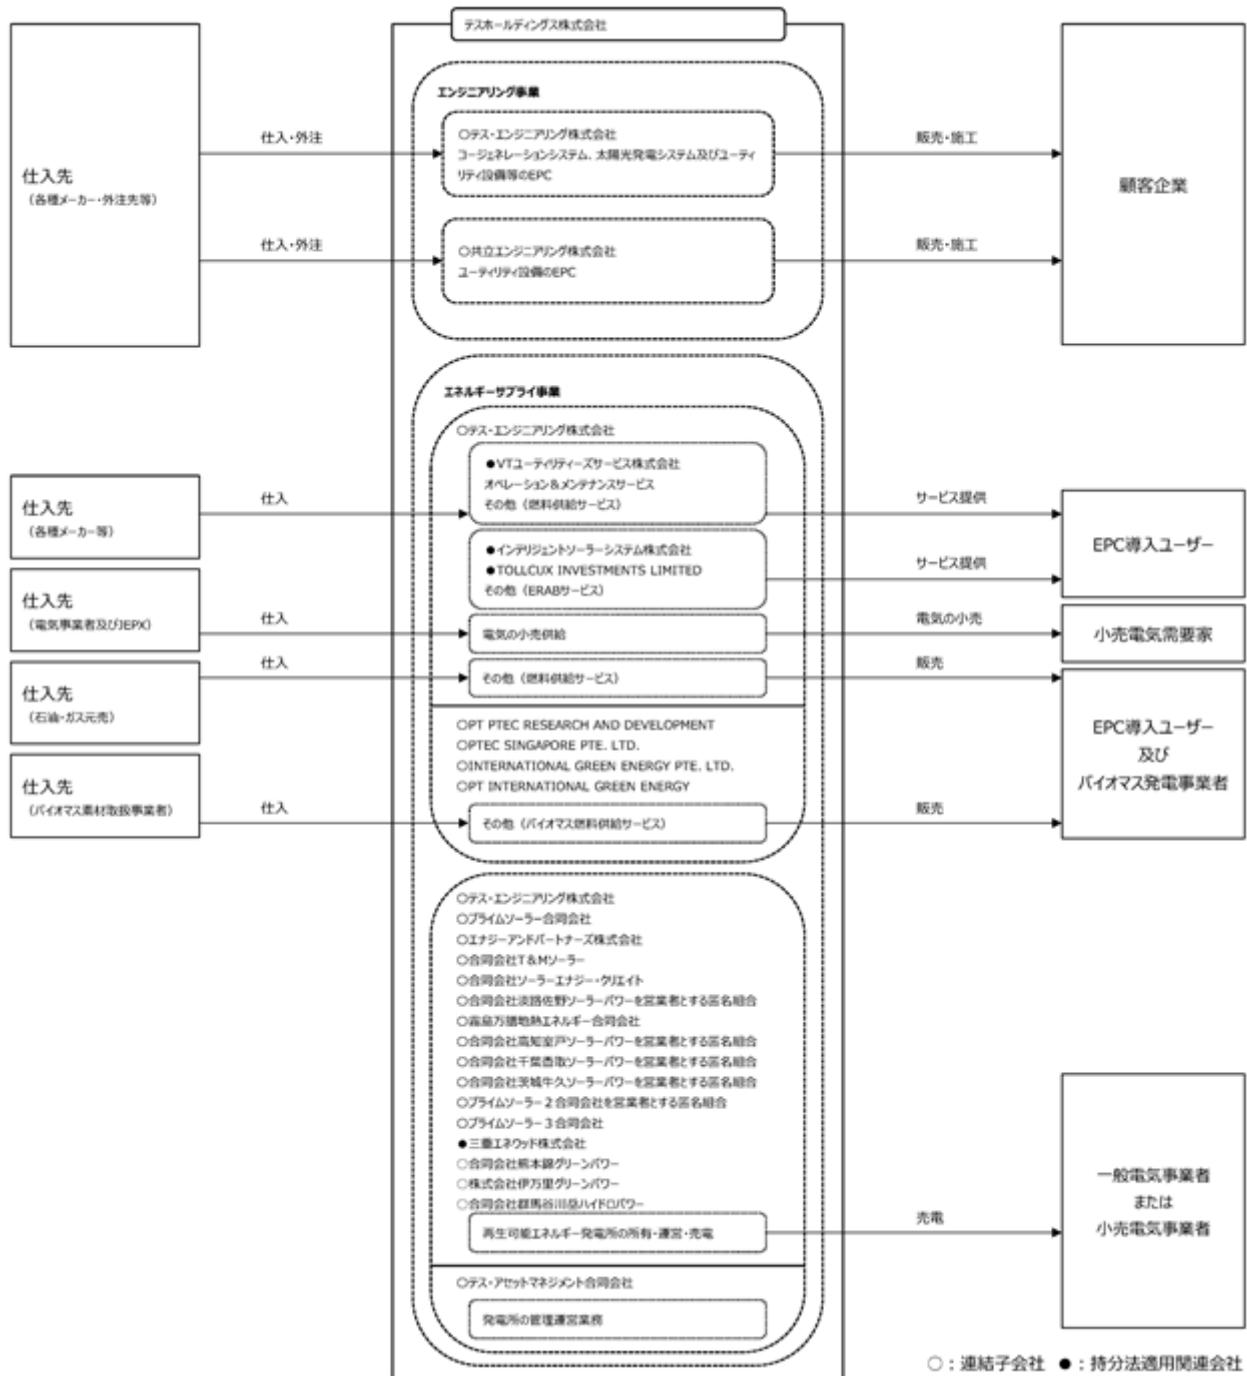 テスホールディングス株式会社
エンジニアリング事業
仕入先
（各種メーカー・外注先等）
仕入・外注
○テス・エンジニアリング株式会社
コージェネレーションシステム、太陽光発電システム及びユーティ
リティ設備等のEPC
販売・施工
顧客企業
仕入・外注
○共立エンジニアリング株式会社
ユーティリティ設備のEPC
販売・施工
エネルギーサプライ事業
○テス・エンジニアリング株式会社
仕入先
（各種メーカー等）
仕入
●VTユーティリティーズサービス株式会社
オペレーション＆メンテナンスサービス
その他（燃料供給サービス）
サービス提供
EPC導入ユーザー
●インテリジェントソーラーシステム株式会社
●TOLLCUX INVESTMENTS LIMITED
その他（ERABサービス）
サービス提供
仕入先
（電気事業者及びJEPX）
仕入
電気の小売供給
電気の小売
小売電気需要家
仕入先
（石油・ガス元売）
仕入
その他（燃料供給サービス）
販売
EPC導入ユーザー
及び
バイオマス発電事業者
○PT PTEC RESEARCH AND DEVELOPMENT
○PTEC SINGAPORE PTE. LTD.
○INTERNATIONAL GREEN ENERGY PTE. LTD.
○PT INTERNATIONAL GREEN ENERGY
仕入先
（バイオマス素材取扱事業者）
仕入
その他（バイオマス燃料供給サービス）
販売
○テス・エンジニアリング株式会社
○プライムソーラー合同会社
○エナジーアンドパートナーズ株式会社
○合同会社T＆Mソーラー
○合同会社ソーラーエナジー・クリエイト
○合同会社淡路佐野ソーラーパワーを営業者とする匿名組合
○霧島万膳地熱エネルギー合同会社
○合同会社高知室戸ソーラーパワーを営業者とする匿名組合
○合同会社千葉香取ソーラーパワーを営業者とする匿名組合
○合同会社茨城牛久ソーラーパワーを営業者とする匿名組合
○プライムソーラー２合同会社を営業者とする匿名組合
○プライムソーラー３合同会社
●三重エネウッド株式会社
○合同会社熊本錦グリーンパワー
○株式会社伊万里グリーンパワー
○合同会社群馬谷川岳ハイドロパワー
再生可能エネルギー発電所の所有・運営・売電
売電
一般電気事業者
または
小売電気事業者
○テス・アセットマネジメント合同会社
発電所の管理運営業務
○：連結子会社 ●：持分法適用関連会社